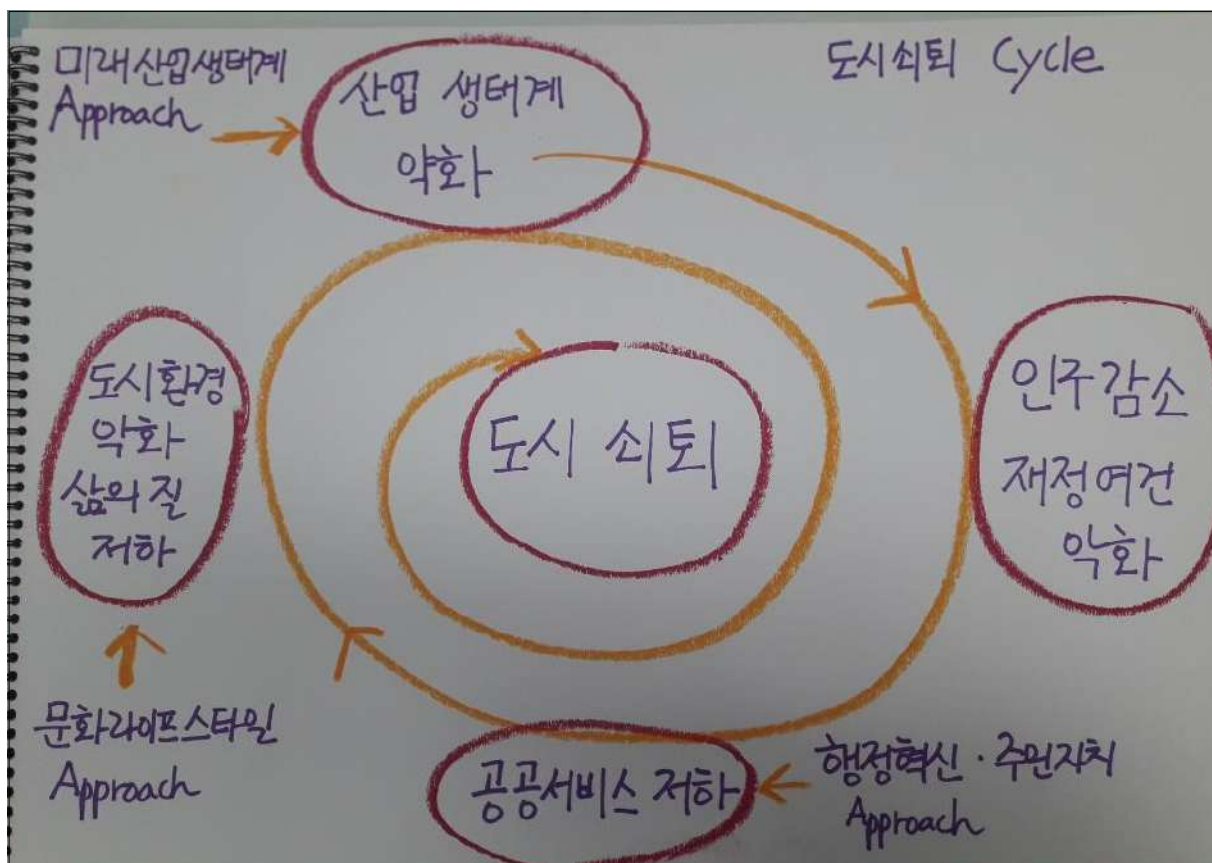 도시쇠퇴 Cycle
미래산업생태계
Approach
산업 생태계
약화
인구감소
재정여건
악화
도시환경
악화
삶의 질
저하
도시 쇠퇴
문화라이프스타일
Approach
공공서비스 저하
행정혁신 · 주민자치
Approach